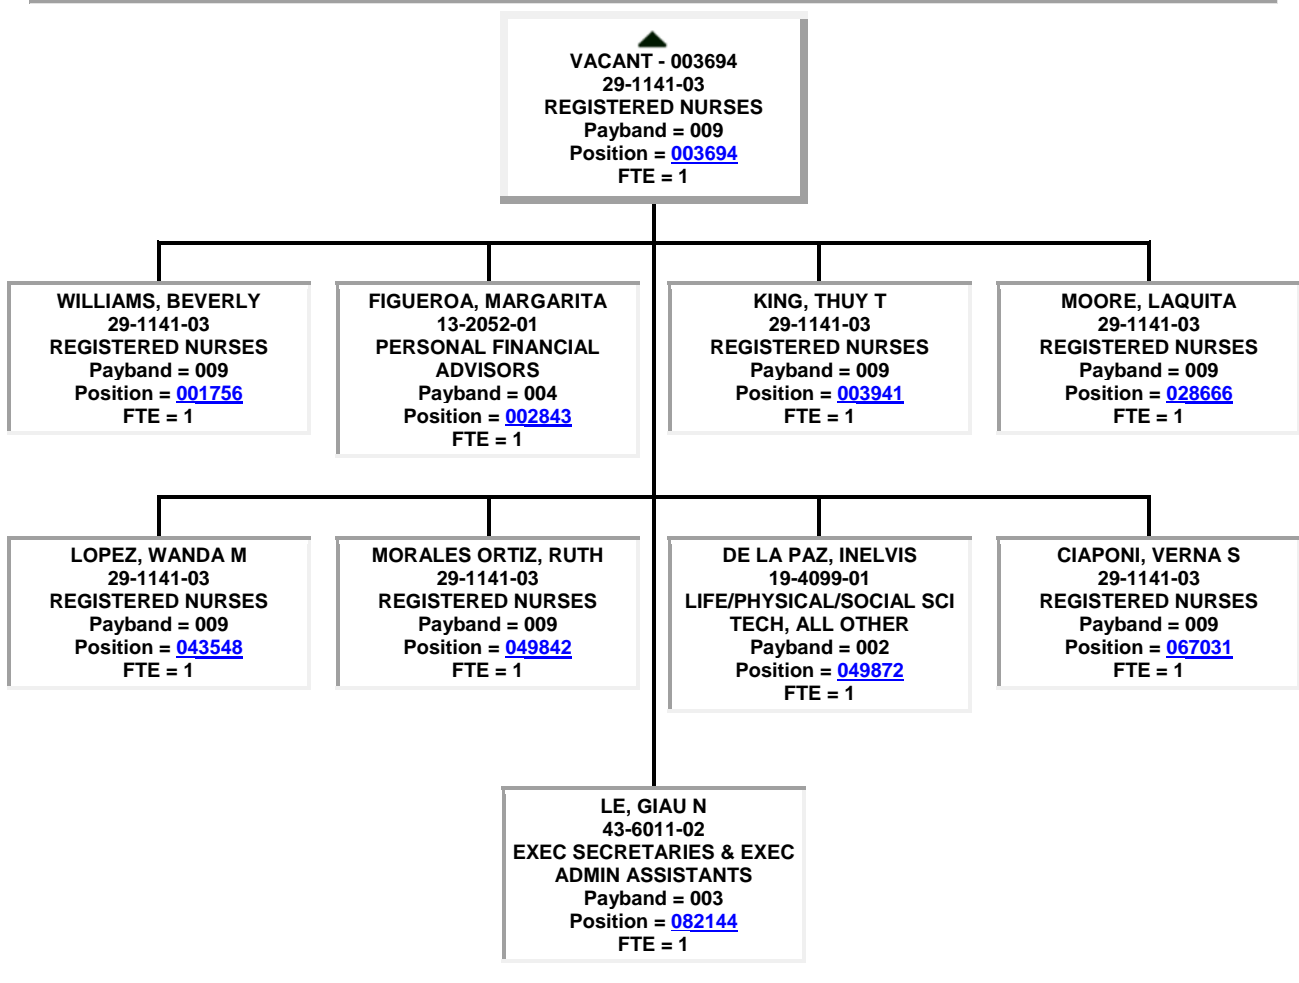 VACANT - 003694
29-1141-03
REGISTERED NURSES
Payband = 009
Position = 003694
FTE = 1
WILLIAMS, BEVERLY
29-1141-03
REGISTERED NURSES
Payband = 009
Position = 001756
FTE = 1
FIGUEROA, MARGARITA
13-2052-01
PERSONAL FINANCIAL
ADVISORS
Payband = 004
Position = 002843
FTE = 1
KING, THUY T
29-1141-03
REGISTERED NURSES
Payband = 009
Position = 003941
FTE = 1
MOORE, LAQUITA
29-1141-03
REGISTERED NURSES
Payband = 009
Position = 028666
FTE = 1
LOPEZ, WANDA M
29-1141-03
REGISTERED NURSES
Payband = 009
Position = 043548
FTE = 1
MORALES ORTIZ, RUTH
29-1141-03
REGISTERED NURSES
Payband = 009
Position = 049842
FTE = 1
DE LA PAZ, INELVIS
19-4099-01
LIFE/PHYSICAL/SOCIAL SCI
TECH, ALL OTHER
Payband = 002
Position = 049872
FTE = 1
CIAPONI, VERNA S
29-1141-03
REGISTERED NURSES
Payband = 009
Position = 067031
FTE = 1
LE, GIAU N
43-6011-02
EXEC SECRETARIES & EXEC
ADMIN ASSISTANTS
Payband = 003
Position = 082144
FTE = 1